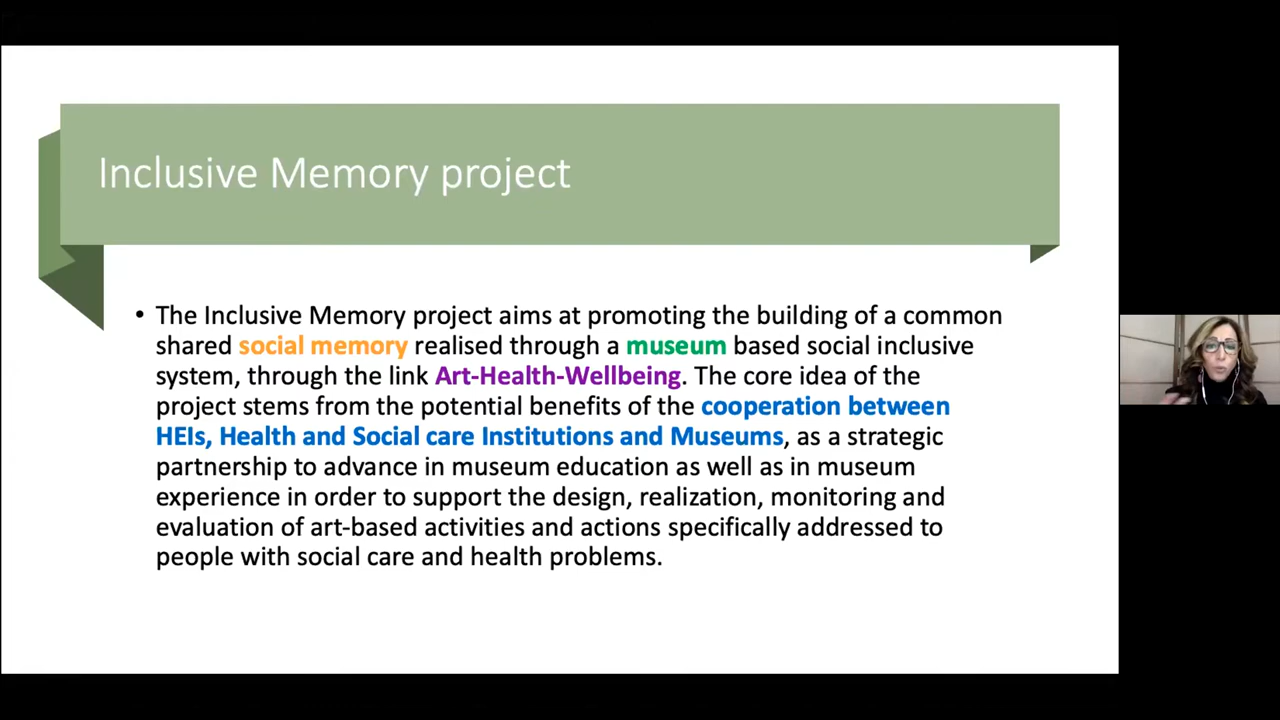 Inclusive Memory project
• The Inclusive Memory project aims at promoting the building of a common
shared social memory realised through a museum based social inclusive
system, through the link Art-Health-Wellbeing. The core idea of the
project stems from the potential benefits of the cooperation between
HEIs, Health and Social care Institutions and Museums, as a strategic
partnership to advance in museum education as well as in museum
experience in order to support the design, realization, monitoring and
evaluation of art-based activities and actions specifically addressed to
people with social care and health problems.